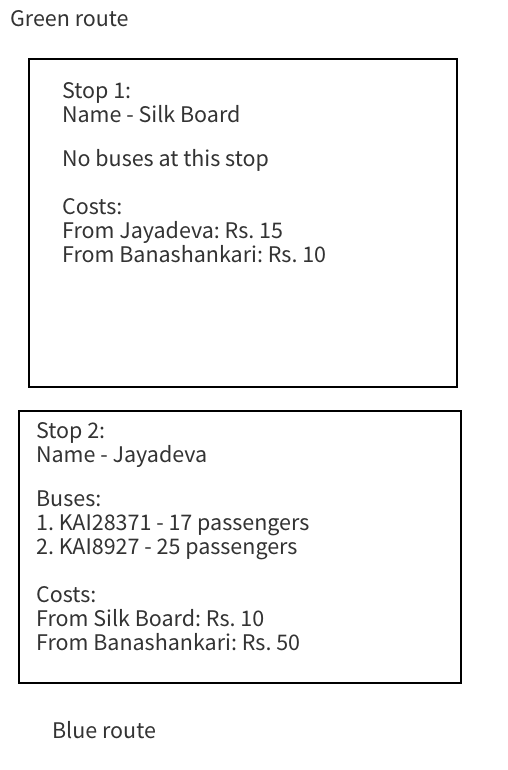 Green route
Stop 1:
Name - Silk Board
No buses at this stop
Costs:
From Jayadeva: Rs. 15
From Banashankari: Rs. 10
Stop 2:
Name - Jayadeva
Buses:
1. KAI28371 - 17 passengers
2. KAI8927 - 25 passengers
Costs:
From Silk Board: Rs. 10
From Banashankari: Rs. 50
Blue route